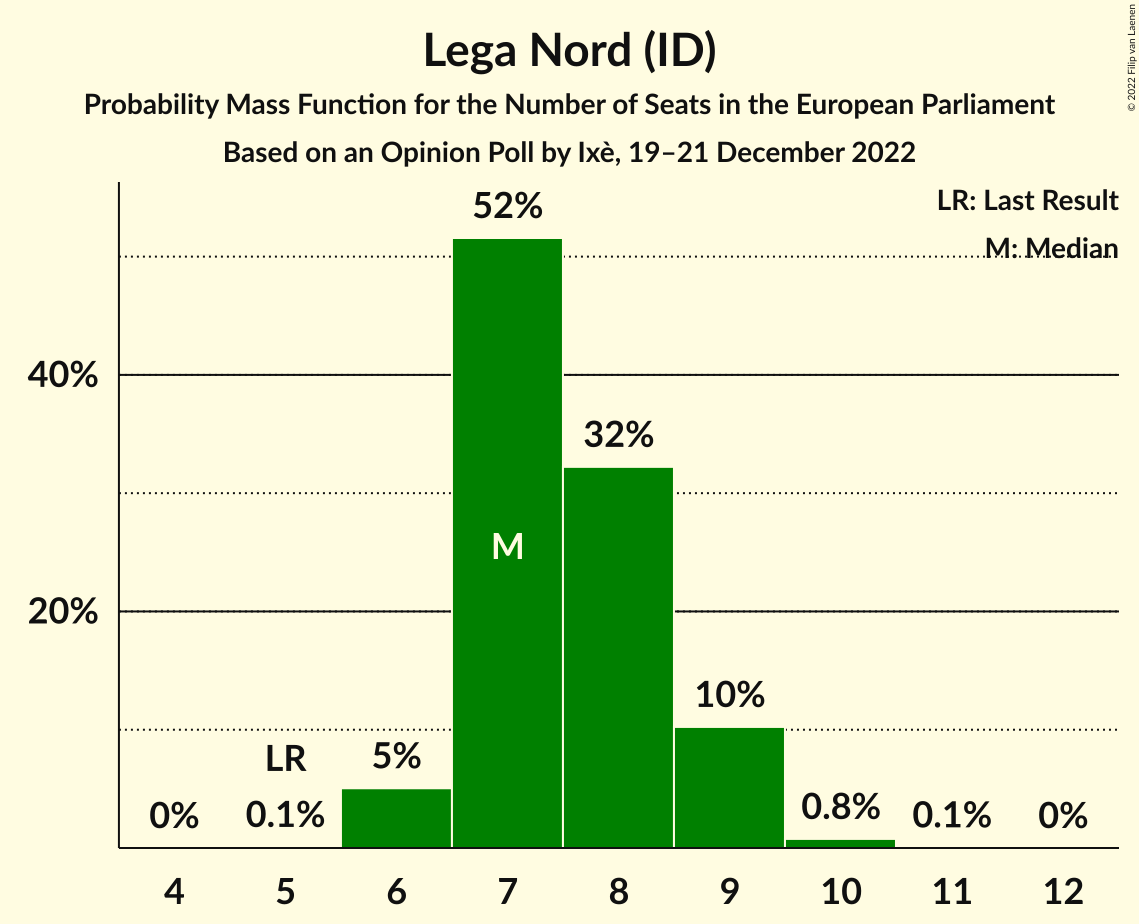 Lega Nord (ID)
Probability Mass Function for the Number of Seats in the European Parliament
Based on an Opinion Poll by Ixè, 19–21 December 2022
© 2022 Filip van Laenen
LR: Last Result
M: Median
52%
40%
32%
M
20%
10%
LR
5%
0%
0.1%
0.8%
0.1%
0%
4 5 6 7 8 9 10 11 12